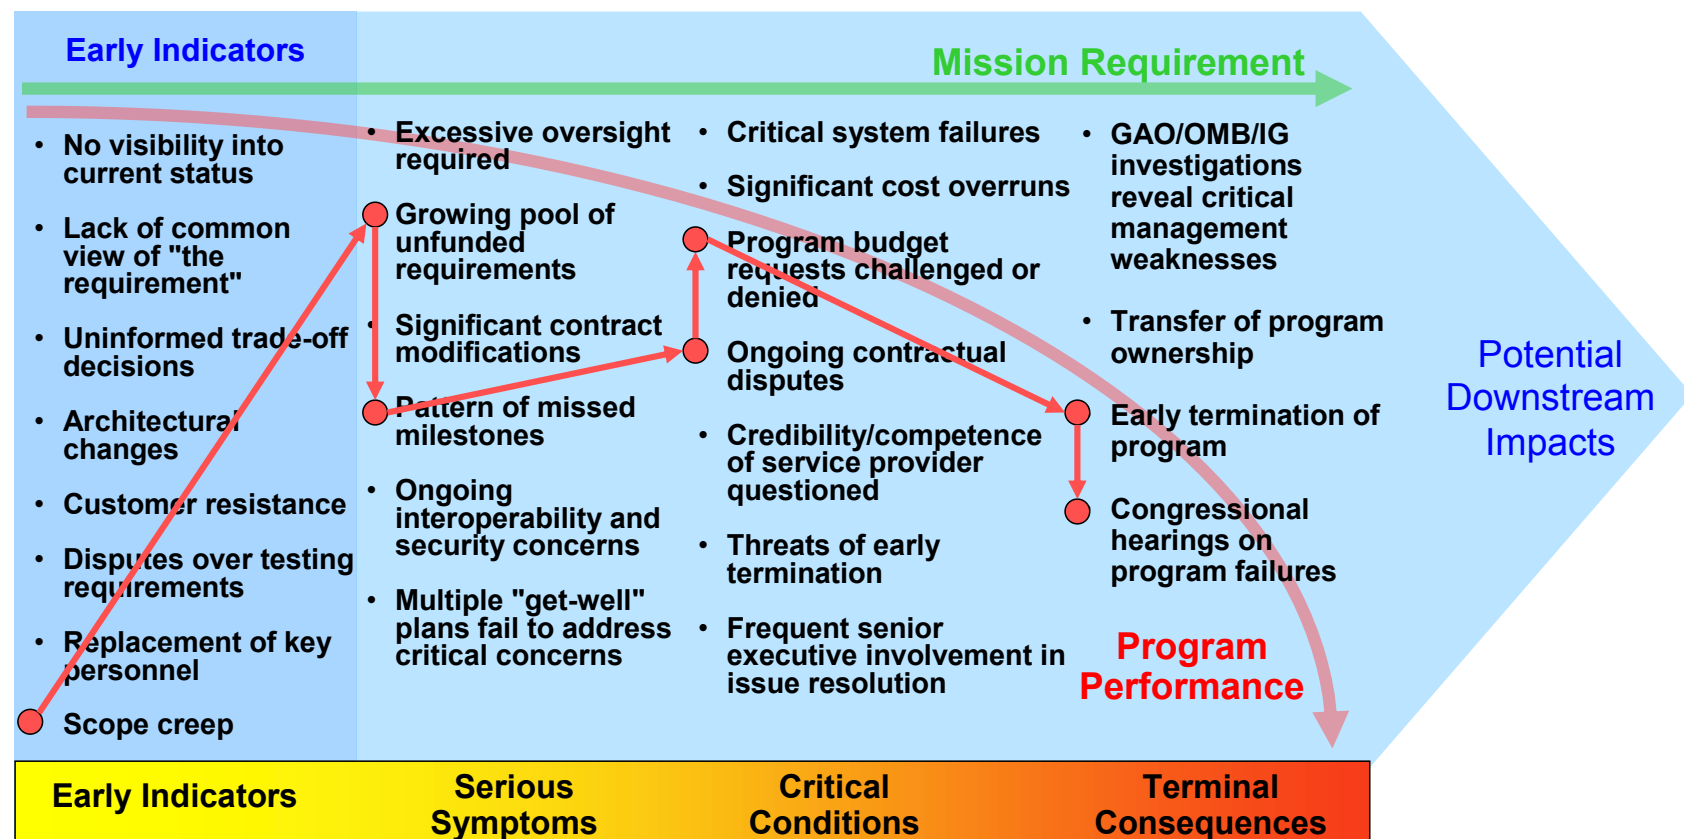 Early Indicators
Mission Requirement
• No visibility into
current status
• Lack of common
view of "the
requirement"
• Uninformed trade-off
decisions
• Architectural
changes
• Customer resistance
• Disputes over testing
requirements
• Replacement of key
personnel
Scope creep
• Excessive oversight
required
Growing pool of
unfunded
requirements
• Significant contract
modifications
Pattern of missed
milestones
• Ongoing
interoperability and
security concerns
• Multiple "get-well"
plans fail to address
critical concerns
• Critical system failures
• Significant cost overruns
Program budget
requests challenged or
denied
Ongoing contractual
disputes
• Credibility/competence
of service provider
questioned
• Threats of early
termination
• Frequent senior
executive involvement in
issue resolution
• GAO/OMB/IG
investigations
reveal critical
management
weaknesses
• Transfer of program
ownership
Early termination of
program
Congressional
hearings on
program failures
Program
Performance
Potential
Downstream
Impacts
Early Indicators
Serious
Symptoms
Critical
Conditions
Terminal
Consequences